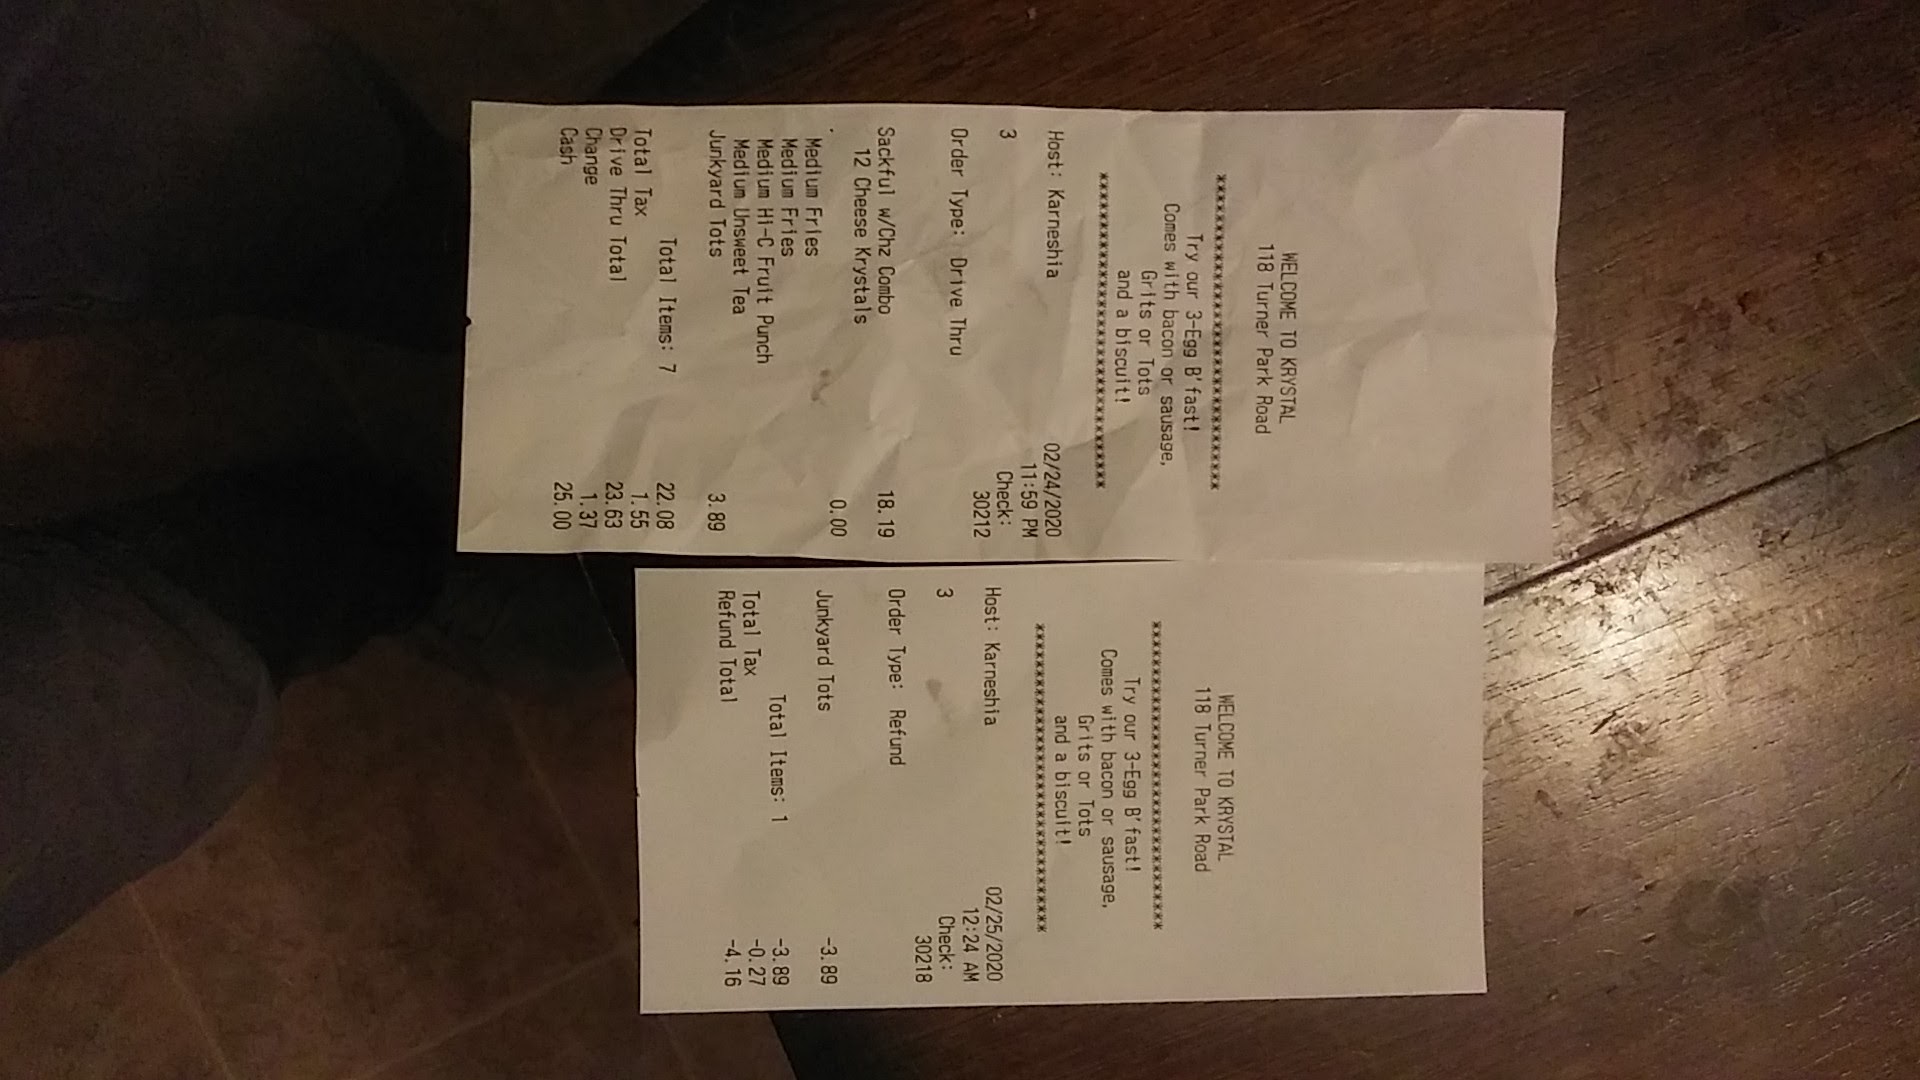 WELCOME TO KRYSTAL
118 Turner Park Road
********************************
Try our 3-Egg B'fast!
Comes with bacon or sausage,
Grits or Tots
and a biscuit!
********************************
Host: Karneshia 02/24/2020
3 11:59 PM
Check:
30212
Order Type: Drive Thru
Sackful w/Chz Combo 18.19
12 Cheese Krystals
0.00
Medium Fries
Medium Fries
Medium Hi-C Fruit Punch
Medium Unsweet Tea
Junkyard Tots 3.89
Total Items: 7 22.08
Total Tax 1.55
Drive Thru Total 23.63
Change 1.37
Cash 25.00
WELCOME TO KRYSTAL
118 Turner Park Road
********************************
Try our 3-Egg B'fast!
Comes with bacon or sausage,
Grits or Tots
and a biscuit!
********************************
Host: Karneshia 02/25/2020
12:24 AM
3 Check:
30218
Order Type: Refund
Junkyard Tots -3.89
Total Items: 1 -3.89
Total Tax -0.27
Refund Total -4.16